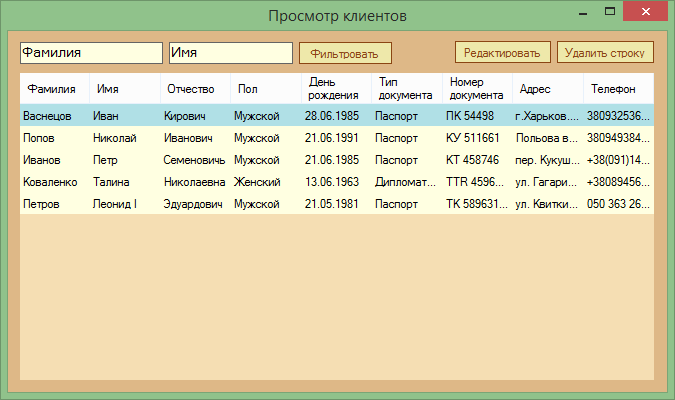 Просмотр клиентов
Фамилия Имя Фильтровать Редактировать Удалить строку
Фамилия Имя Отчество Пол День рождения Тип документа Номер документа Адрес Телефон
Васнецов Иван Кирович Мужской 28.06.1985 Паспорт ПК 54498 г.Харьков.... 380932536...
Попов Николай Иванович Мужской 21.06.1991 Паспорт КУ 511661 Польова в... 380949384...
Иванов Петр Семеновичь Мужской 21.06.1985 Паспорт КТ 458746 пер. Кукуш... +38(091)14...
Коваленко Талина Николаевна Женский 13.06.1963 Дипломат... TTR 4596... ул. Гагари... +38089456...
Петров Леонид I Эдуардович Мужской 21.05.1981 Паспорт ТК 589631... ул. Квитки... 050 363 26...